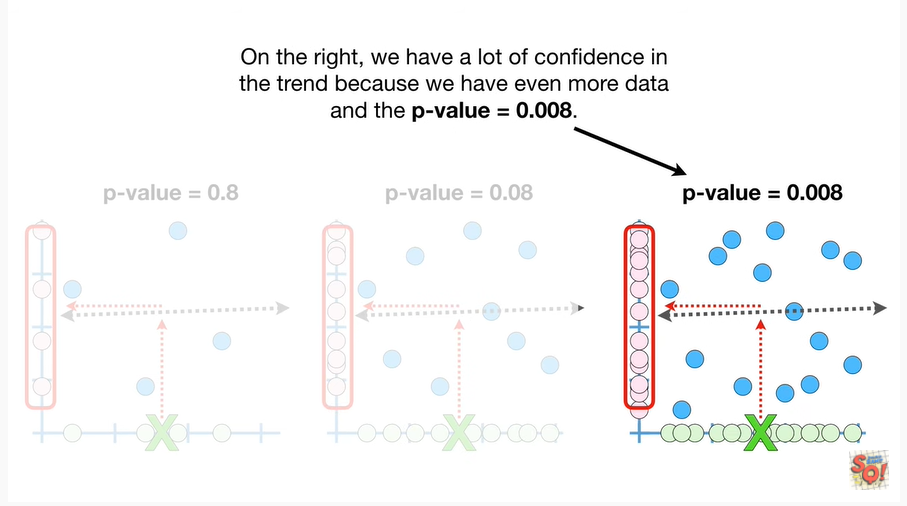 On the right, we have a lot of confidence in
the trend because we have even more data
and the p-value = 0.008.
p-value = 0.8
p-value = 0.08
p-value = 0.008
X
X
X
SQ!